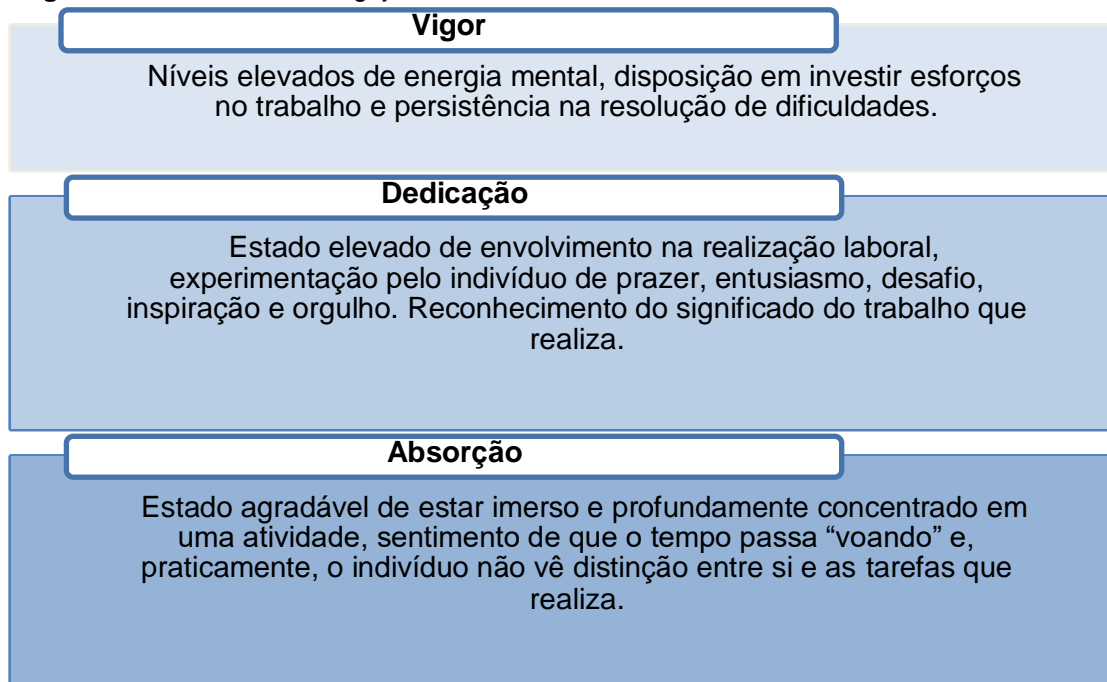 Vigor
Níveis elevados de energia mental, disposição em investir esforços
no trabalho e persistência na resolução de dificuldades.
Dedicação
Estado elevado de envolvimento na realização laboral,
experimentação pelo indivíduo de prazer, entusiasmo, desafio,
inspiração e orgulho. Reconhecimento do significado do trabalho que
realiza.
Absorção
Estado agradável de estar imerso e profundamente concentrado em
uma atividade, sentimento de que o tempo passa “voando” e,
praticamente, o indivíduo não vê distinção entre si e as tarefas que
realiza.